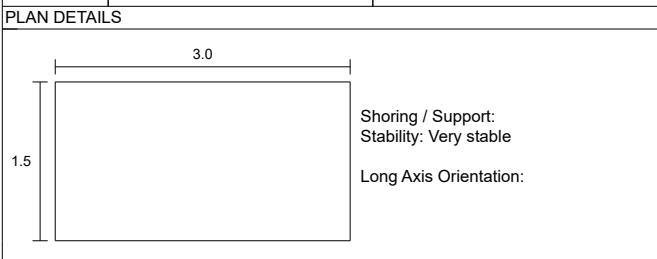 PLAN DETAILS
3.0
1.5
Shoring / Support:
Stability: Very stable
Long Axis Orientation: